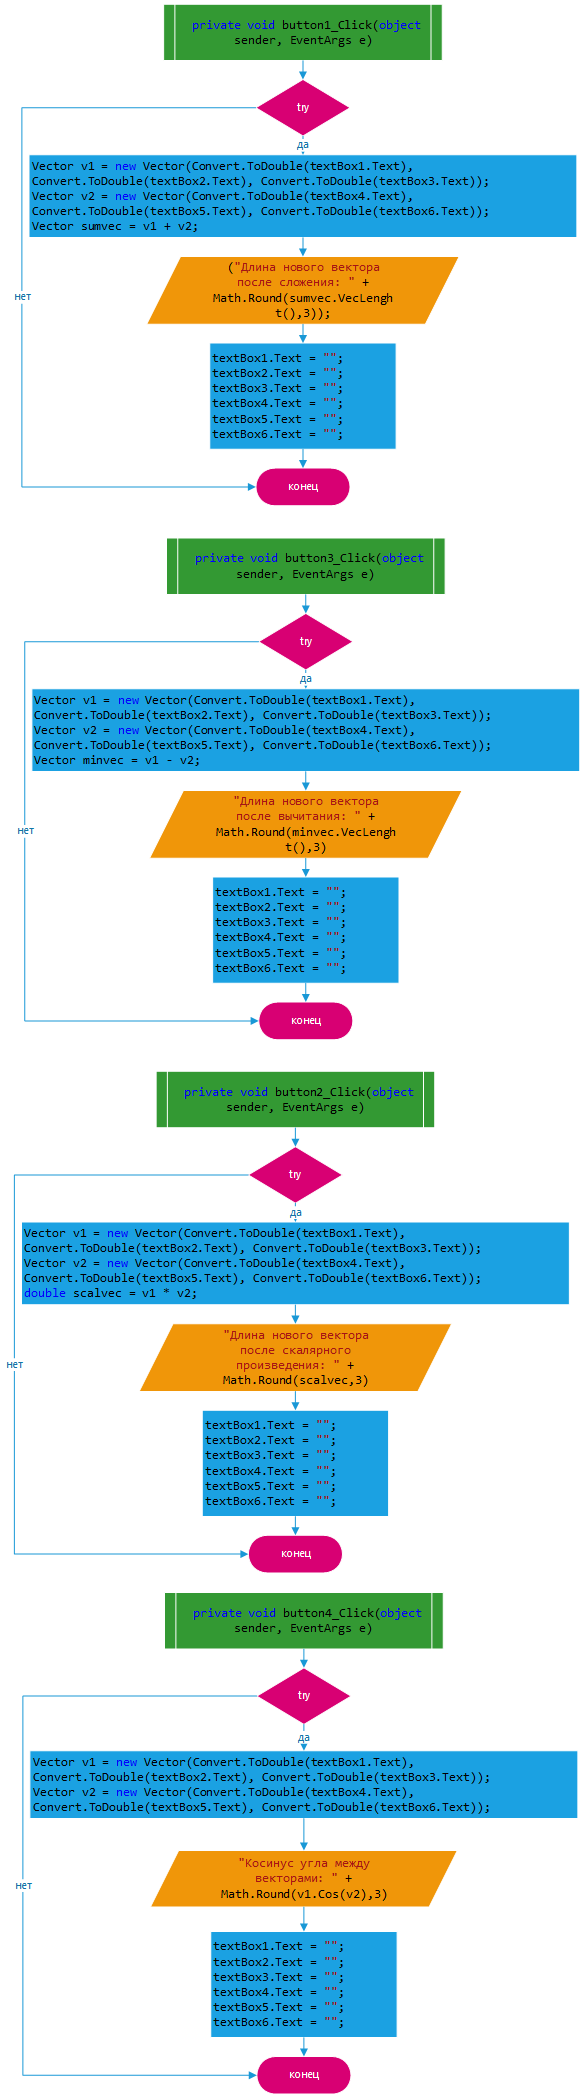 private void button1_Click(object
sender, EventArgs e)
try
да
Vector v1 = new Vector(Convert.ToDouble(textBox1.Text),
Convert.ToDouble(textBox2.Text), Convert.ToDouble(textBox3.Text));
Vector v2 = new Vector(Convert.ToDouble(textBox4.Text),
Convert.ToDouble(textBox5.Text), Convert.ToDouble(textBox6.Text));
Vector sumvec = v1 + v2;
("Длина нового вектора
после сложения: " +
Math.Round(sumvec.VecLengh
t(),3));
нет
textBox1.Text = "";
textBox2.Text = "";
textBox3.Text = "";
textBox4.Text = "";
textBox5.Text = "";
textBox6.Text = "";
конец
private void button3_Click(object
sender, EventArgs e)
try
да
Vector v1 = new Vector(Convert.ToDouble(textBox1.Text),
Convert.ToDouble(textBox2.Text), Convert.ToDouble(textBox3.Text));
Vector v2 = new Vector(Convert.ToDouble(textBox4.Text),
Convert.ToDouble(textBox5.Text), Convert.ToDouble(textBox6.Text));
Vector minvec = v1 - v2;
"Длина нового вектора
после вычитания: " +
Math.Round(minvec.VecLengh
t(),3)
нет
textBox1.Text = "";
textBox2.Text = "";
textBox3.Text = "";
textBox4.Text = "";
textBox5.Text = "";
textBox6.Text = "";
конец
private void button2_Click(object
sender, EventArgs e)
try
да
Vector v1 = new Vector(Convert.ToDouble(textBox1.Text),
Convert.ToDouble(textBox2.Text), Convert.ToDouble(textBox3.Text));
Vector v2 = new Vector(Convert.ToDouble(textBox4.Text),
Convert.ToDouble(textBox5.Text), Convert.ToDouble(textBox6.Text));
double scalvec = v1 * v2;
"Длина нового вектора
после скалярного
произведения: " +
Math.Round(scalvec,3)
нет
textBox1.Text = "";
textBox2.Text = "";
textBox3.Text = "";
textBox4.Text = "";
textBox5.Text = "";
textBox6.Text = "";
конец
private void button4_Click(object
sender, EventArgs e)
try
да
Vector v1 = new Vector(Convert.ToDouble(textBox1.Text),
Convert.ToDouble(textBox2.Text), Convert.ToDouble(textBox3.Text));
Vector v2 = new Vector(Convert.ToDouble(textBox4.Text),
Convert.ToDouble(textBox5.Text), Convert.ToDouble(textBox6.Text));
"Косинус угла между
векторами: " +
Math.Round(v1.Cos(v2),3)
нет
textBox1.Text = "";
textBox2.Text = "";
textBox3.Text = "";
textBox4.Text = "";
textBox5.Text = "";
textBox6.Text = "";
конец